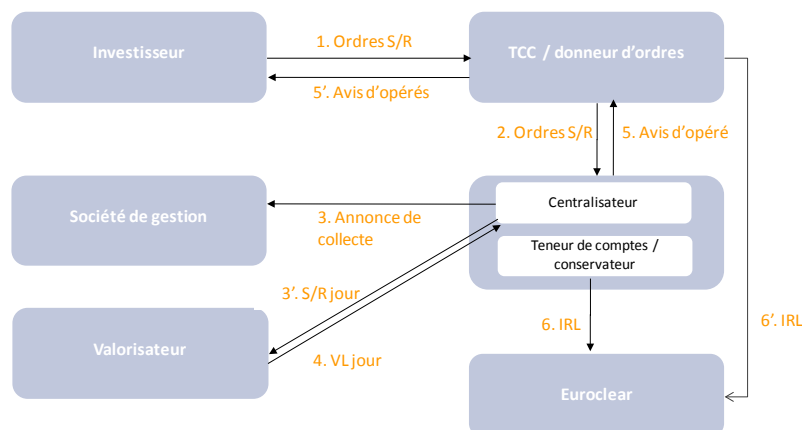 Investisseur
1. Ordres S/R
TCC / donneur d'ordres
5'. Avis d'opérés
2. Ordres S/R
5. Avis d'opéré
Société de gestion
3. Annonce de
collecte
Centralisateur
Teneur de comptes /
conservateur
3'. S/R jour
Valorisateur
4. VL jour
6. IRL
6'. IRL
Euroclear